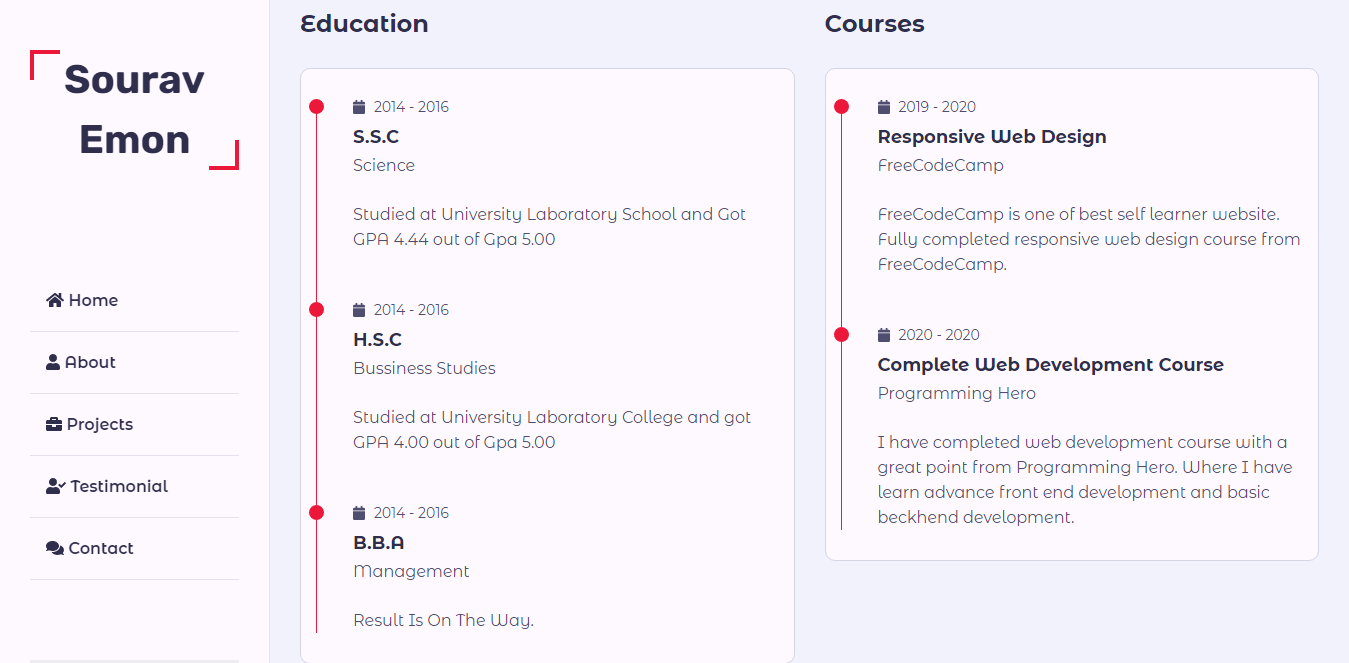 Sourav
Emon
Home
About
Projects
Testimonial
Contact
Education
2014 - 2016
S.S.C
Science
Studied at University Laboratory School and Got
GPA 4.44 out of Gpa 5.00
2014 - 2016
H.S.C
Bussiness Studies
Studied at University Laboratory College and got
GPA 4.00 out of Gpa 5.00
2014 - 2016
B.B.A
Management
Result Is On The Way.
Courses
2019 - 2020
Responsive Web Design
FreeCodeCamp
FreeCodeCamp is one of best self learner website.
Fully completed responsive web design course from
FreeCodeCamp.
2020 - 2020
Complete Web Development Course
Programming Hero
I have completed web development course with a
great point from Programming Hero. Where I have
learn advance front end development and basic
beckhend development.